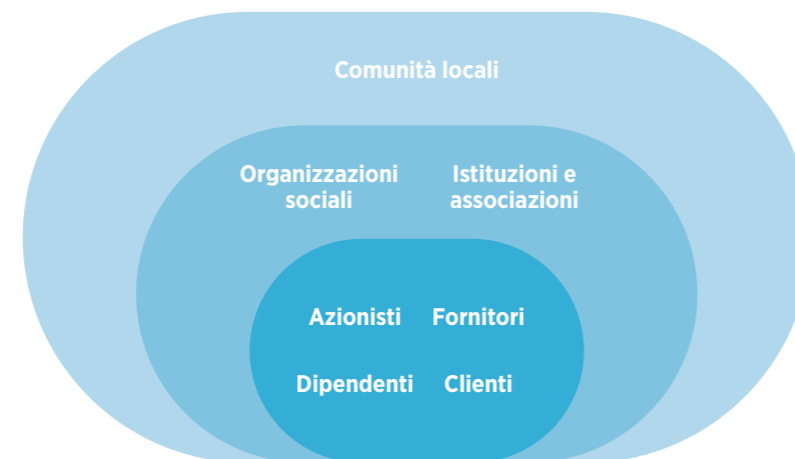 Comunità locali
Organizzazioni
sociali
Istituzioni e
associazioni
Azionisti
Fornitori
Dipendenti
Clienti